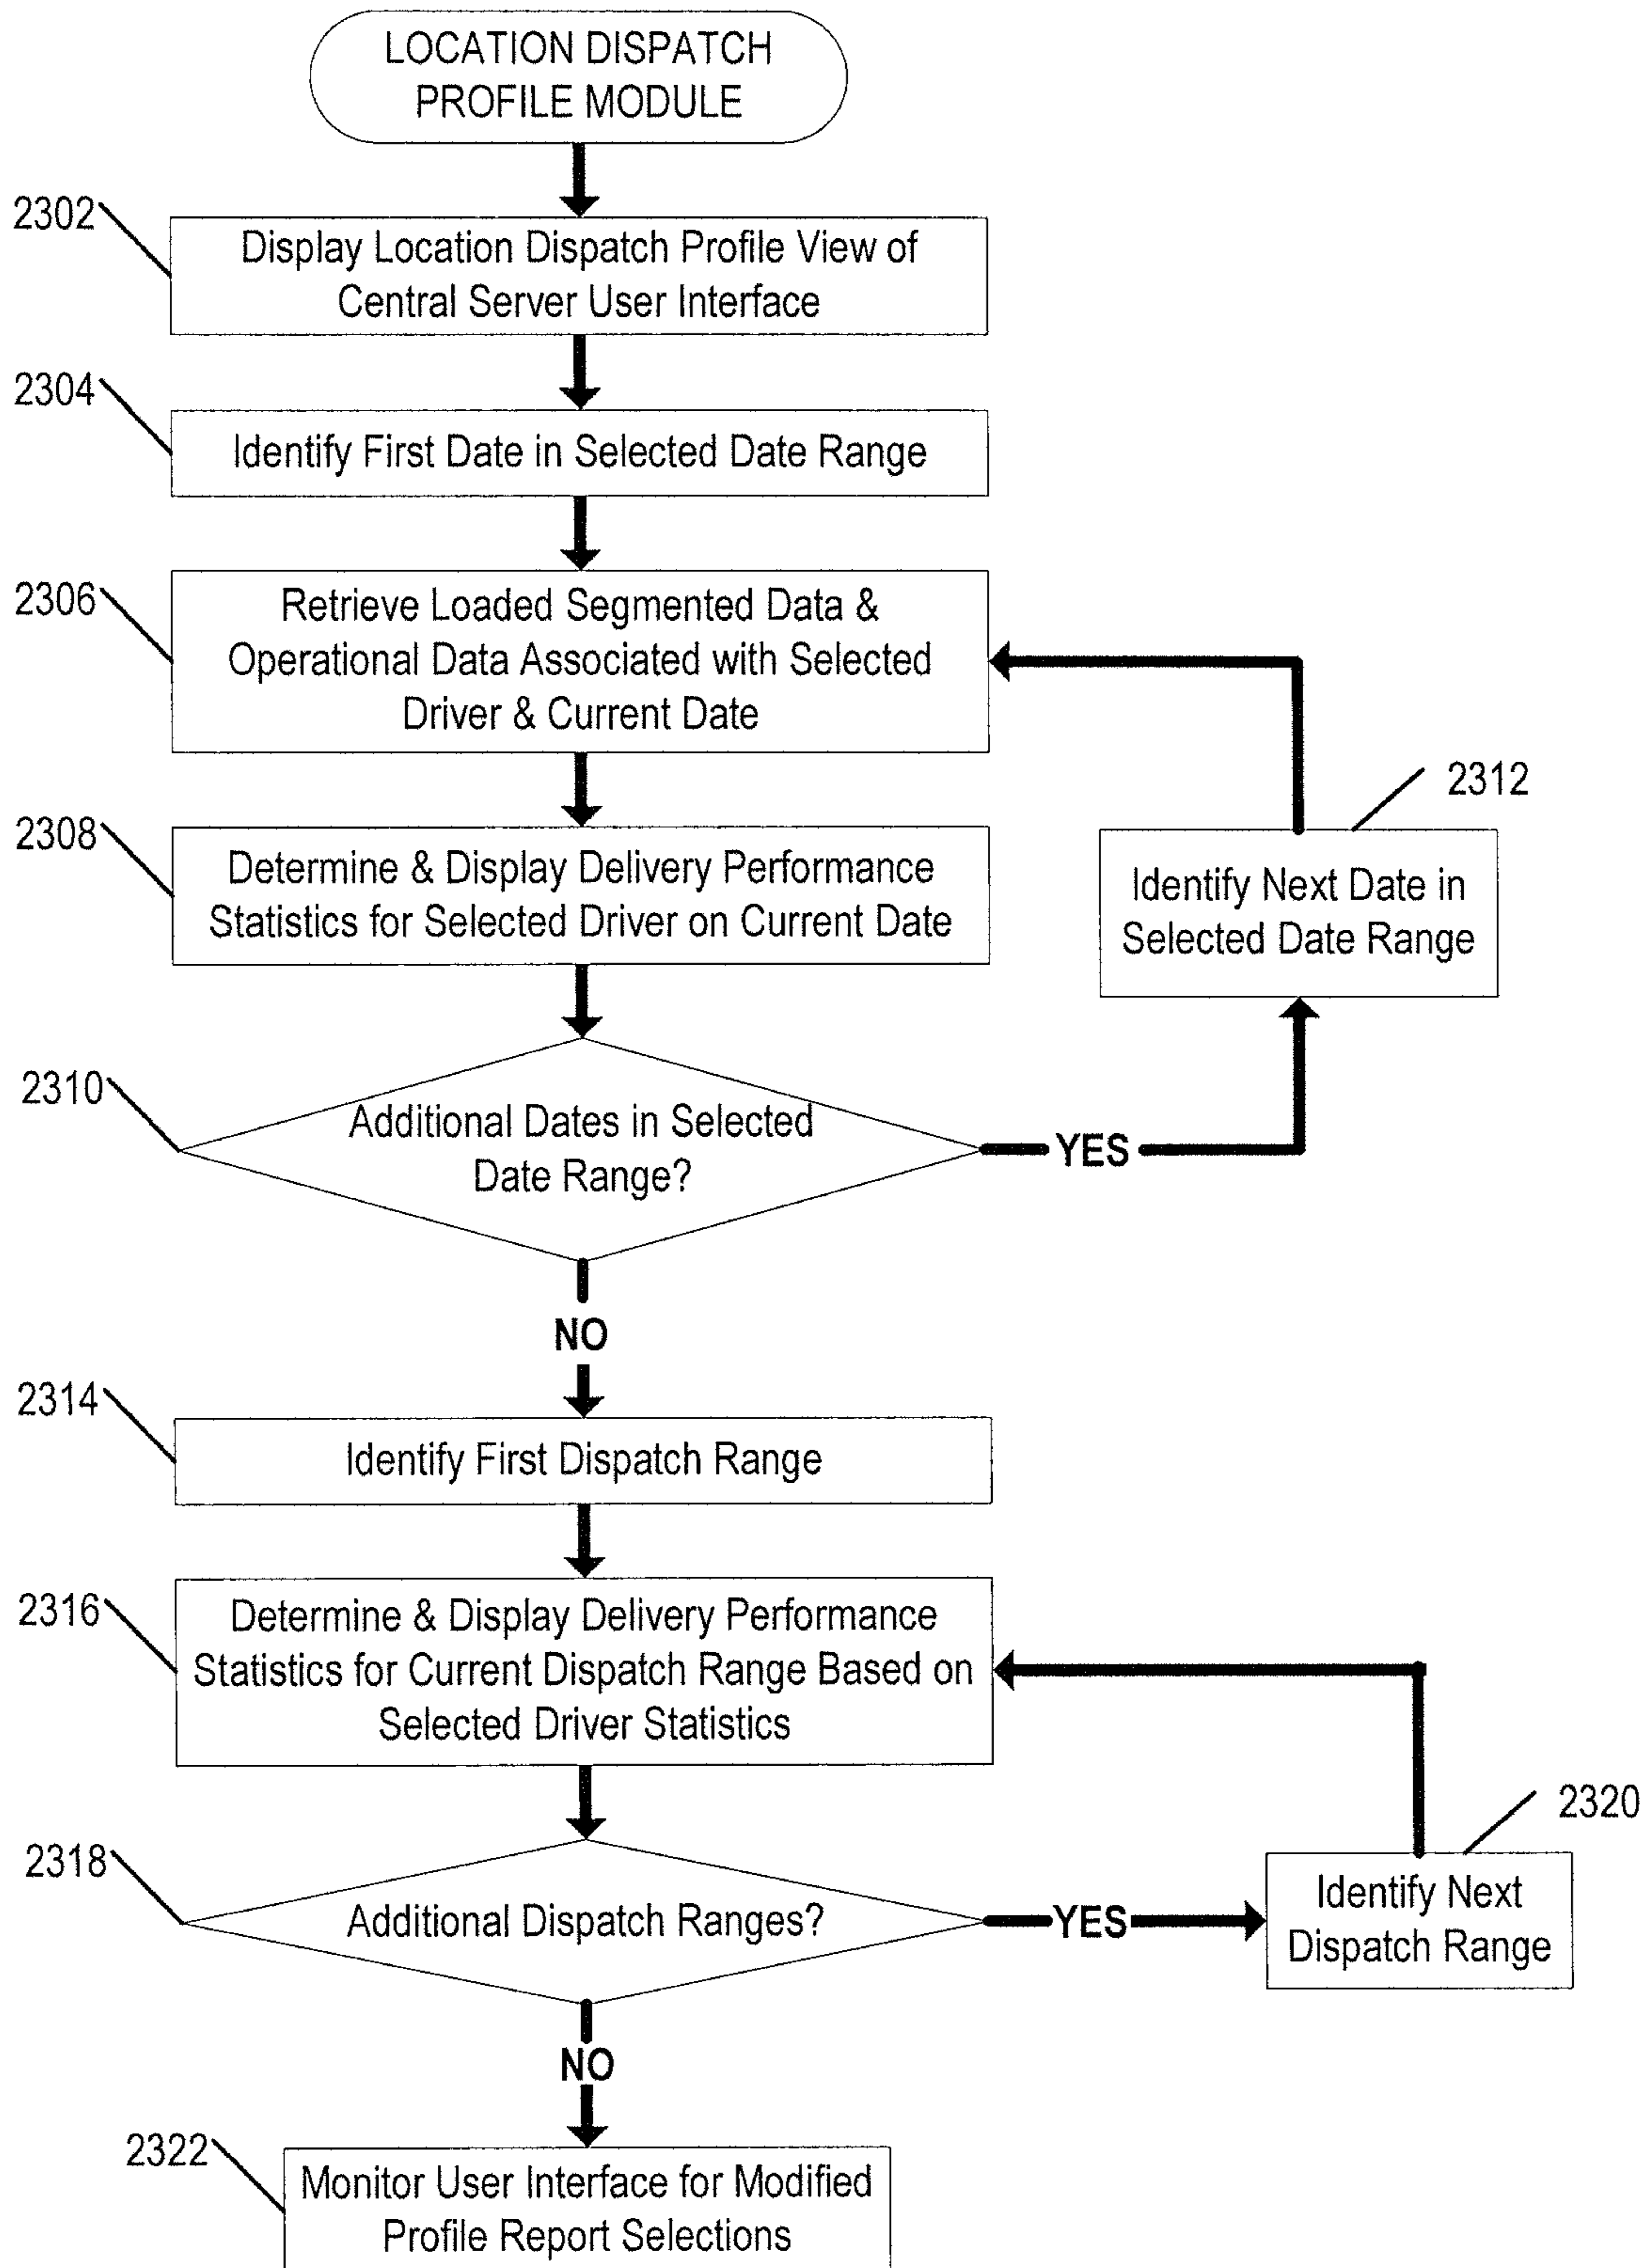 LOCATION DISPATCH
PROFILE MODULE
2302
Display Location Dispatch Profile View of
Central Server User Interface
2304
Identify First Date in Selected Date Range
2306
Retrieve Loaded Segmented Data &
Operational Data Associated with Selected
Driver & Current Date
2308
Determine & Display Delivery Performance
Statistics for Selected Driver on Current Date
2312
Identify Next Date in
Selected Date Range
2310
Additional Dates in Selected
Date Range?
YES
NO
2314
Identify First Dispatch Range
2316
Determine & Display Delivery Performance
Statistics for Current Dispatch Range Based on
Selected Driver Statistics
2318
Additional Dispatch Ranges?
YES
2320
Identify Next
Dispatch Range
NO
2322
Monitor User Interface for Modified
Profile Report Selections